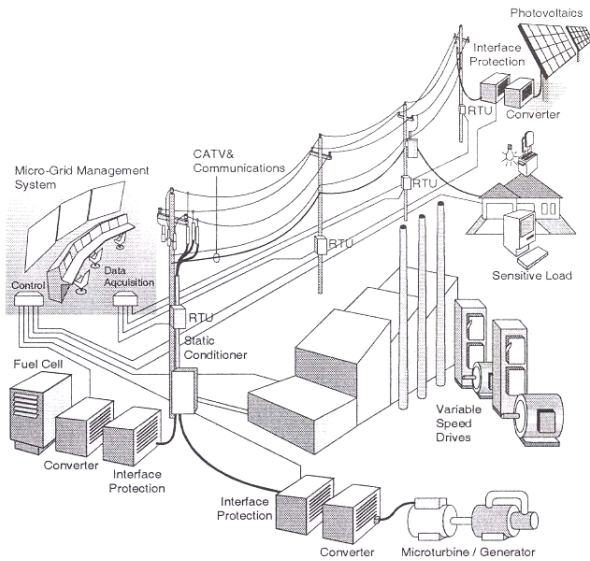 Photovoltaics
Interface
Protection
RTU
Converter
CATV&
Communications
Micro-Grid Management
System
RTU
RTU
Sensitive Load
Control
Data
Aqculsition
RTU
Static
Conditioner
Fuel Cell
Variable
Speed
Drives
Converter
Interface
Protection
Interface
Protection
Converter
Microturbine / Generator